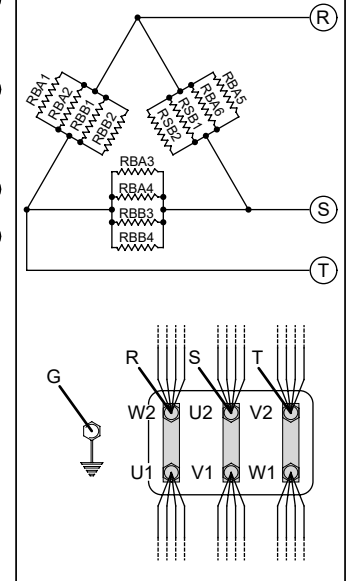 R
RBA1
RBA2
RBB1
RBB2
RBA5
RBA6
RSB1
RSB2
RBA3
RBA4
RBB3
RBB4
S
T
R S T
G
W2 U2 V2
U1 V1 W1